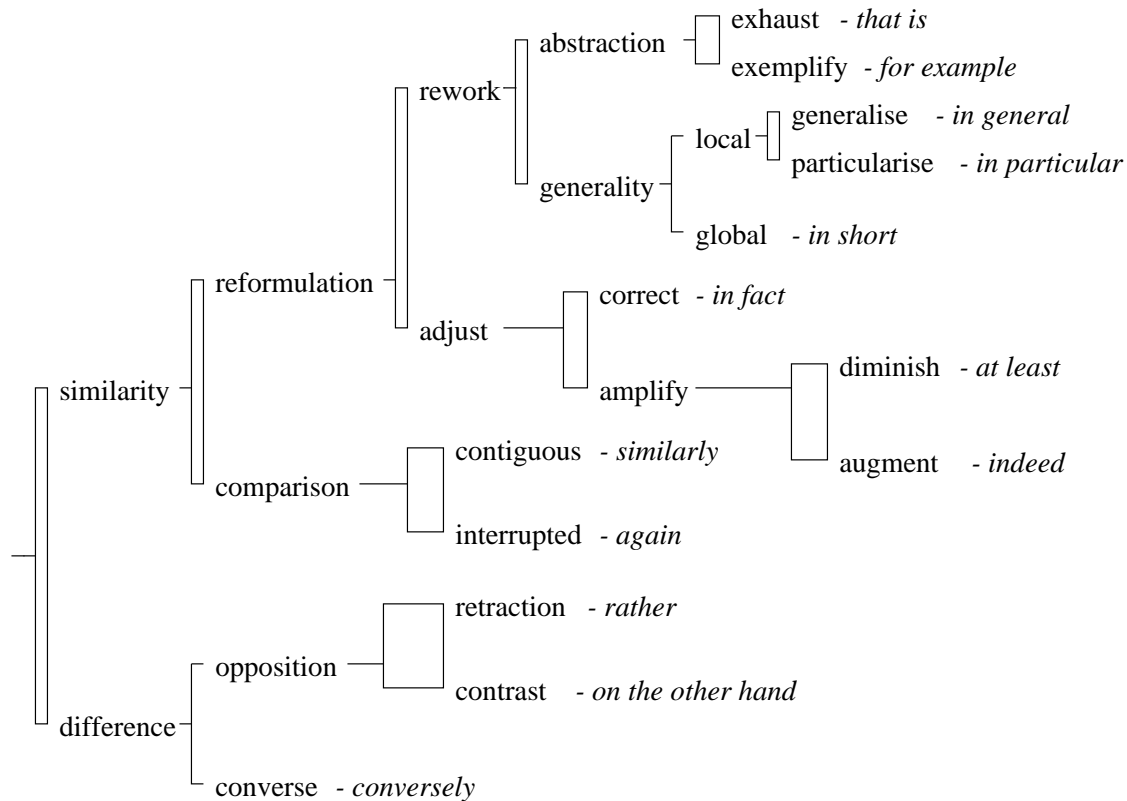 exhaust - that is
abstraction
exemplify - for example
rework
generalise - in general
local
particularise - in particular
generality
global - in short
reformulation
correct - in fact
adjust
diminish - at least
similarity
amplify
contiguous - similarly
augment - indeed
comparison
interrupted - again
retraction - rather
opposition
contrast - on the other hand
difference
converse - conversely